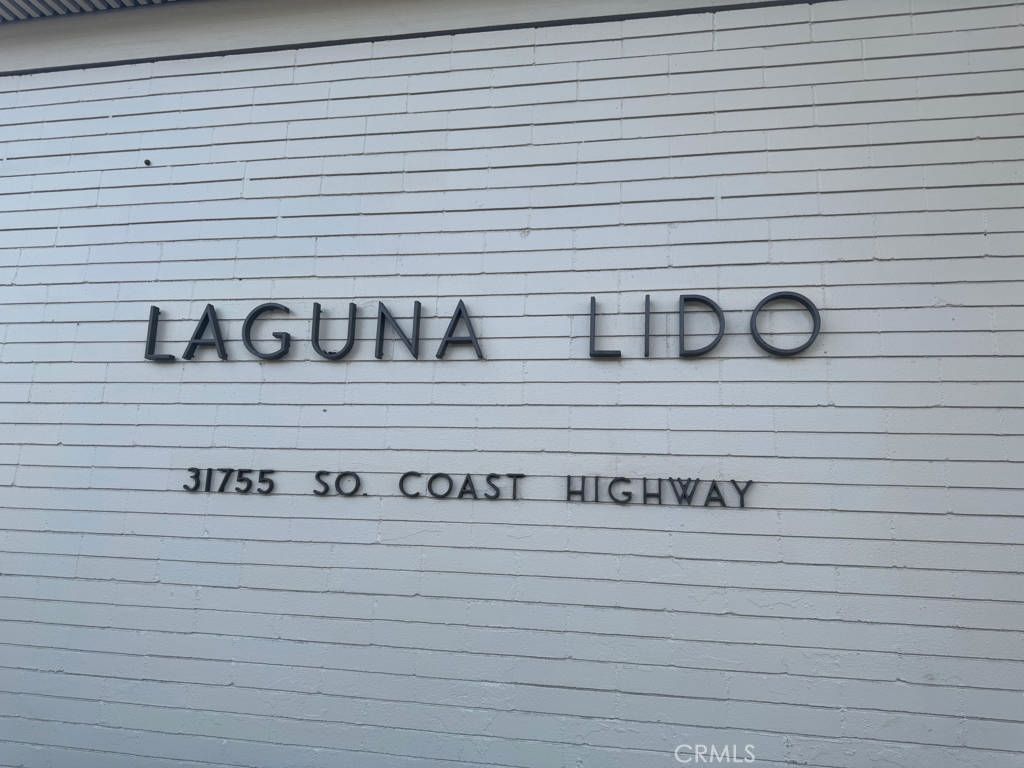 LAGUNA LIDO
31755 SO. COAST HIGHWAY
CRMLS